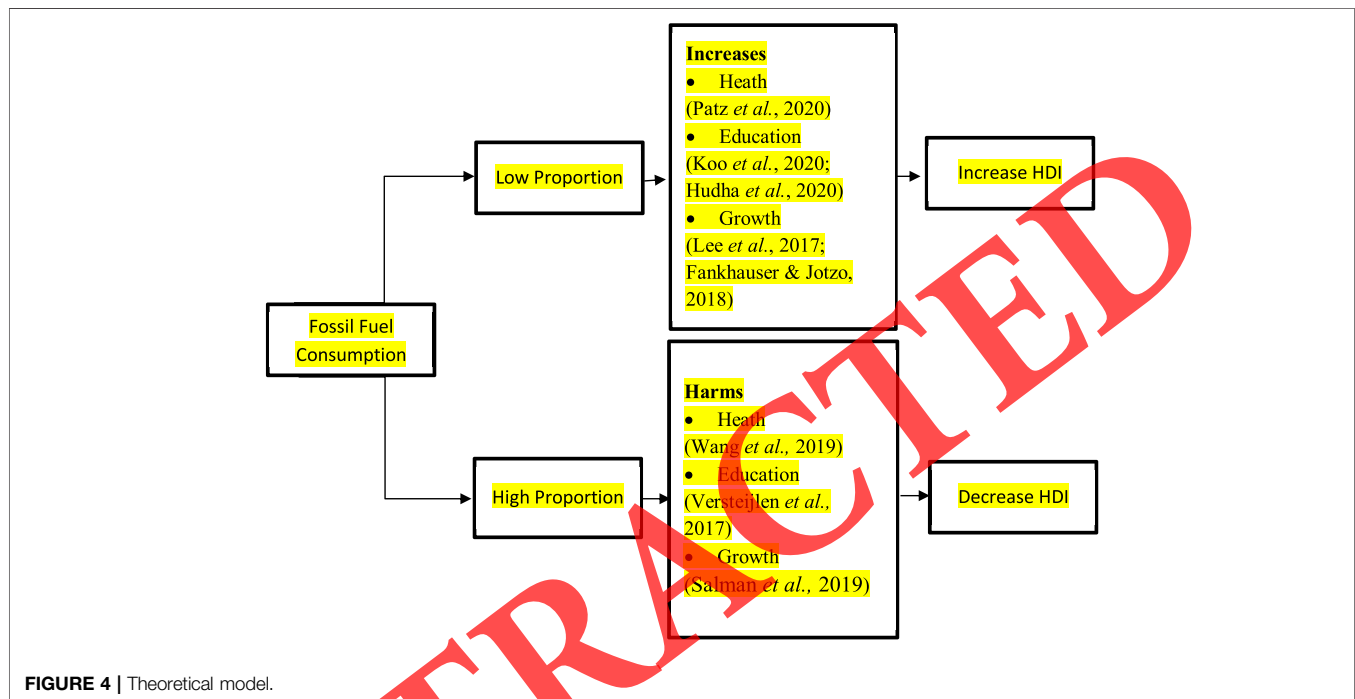 Increases
• Heath
(Patz et al., 2020)
• Education
(Koo et al., 2020;
Hudha et al., 2020)
• Growth
(Lee et al., 2017;
Fankhauser & Jotzo,
2018)
Low Proportion
Increase HDI
Fossil Fuel
Consumption
Harms
• Heath
(Wang et al., 2019)
• Education
(Versteijlen et al.,
2017)
• Growth
(Salman et al., 2019)
High Proportion
Decrease HDI
TRACTED
FIGURE 4 | Theoretical model.